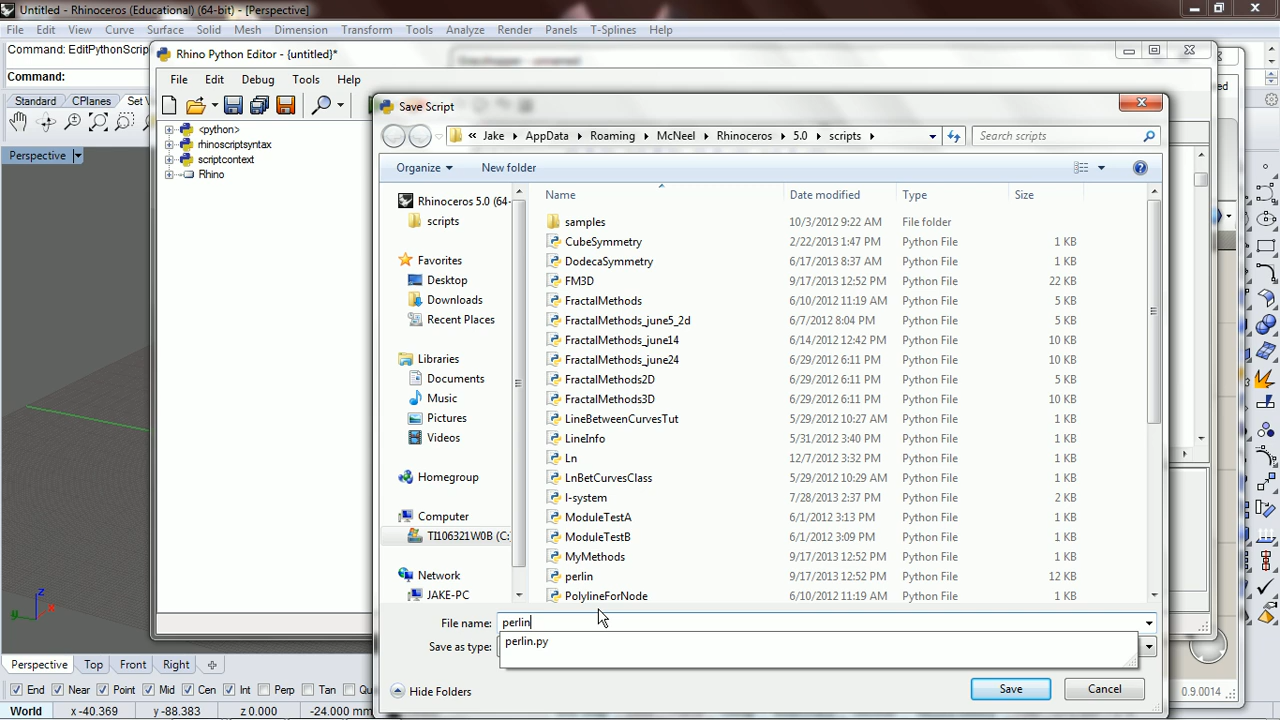 Untitled - Rhinoceros (Educational) (64-bit) - [Perspective]
File Edit View Curve Surface Solid Mesh Dimension Transform Tools Analyze Render Panels T-Splines Help
Command: EditPythonScrip
Command:
Standard CPlanes Set V
Perspective
Rhino Python Editor - {untitled}*
File Edit Debug Tools Help
<python>
rhinoscriptsyntax
scriptcontext
Rhino
Save Script
« Jake AppData Roaming McNeel Rhinoceros 5.0 scripts
Search scripts
Organize New folder
Name Date modified Type Size
Rhinoceros 5.0 (64-
scripts
Favorites
Desktop
Downloads
Recent Places
Libraries
Documents
Music
Pictures
Videos
Homegroup
Computer
TI106321W0B (C:
Network
JAKE-PC
samples 10/3/2012 9:22 AM File folder
CubeSymmetry 2/22/2013 1:47 PM Python File 1 KB
DodecaSymmetry 6/17/2013 8:37 AM Python File 1 KB
FM3D 9/17/2013 12:52 PM Python File 22 KB
FractalMethods 6/10/2012 11:19 AM Python File 5 KB
FractalMethods_june5_2d 6/7/2012 8:04 PM Python File 5 KB
FractalMethods_june14 6/14/2012 12:42 PM Python File 10 KB
FractalMethods_june24 6/29/2012 6:11 PM Python File 10 KB
FractalMethods2D 6/29/2012 6:11 PM Python File 5 KB
FractalMethods3D 6/29/2012 6:11 PM Python File 10 KB
LineBetweenCurvesTut 5/29/2012 10:27 AM Python File 1 KB
LineInfo 5/31/2012 3:40 PM Python File 1 KB
Ln 12/7/2012 3:32 PM Python File 1 KB
LnBetCurvesClass 5/29/2012 10:29 AM Python File 1 KB
l-system 7/28/2013 2:37 PM Python File 2 KB
ModuleTestA 6/1/2012 3:13 PM Python File 1 KB
ModuleTestB 6/1/2012 3:09 PM Python File 1 KB
MyMethods 9/17/2013 12:52 PM Python File 1 KB
perlin 9/17/2013 12:52 PM Python File 12 KB
PolylineForNode 6/10/2012 11:19 AM Python File 1 KB
File name: perlin
perlin.py
Save as type:
Hide Folders
Save Cancel
Perspective Top Front Right
End Near Point Mid Cen Int Perp Tan Qu
World x -40.369 y -88.383 z 0.000 -24.000 mm
0.9.0014
z
y x